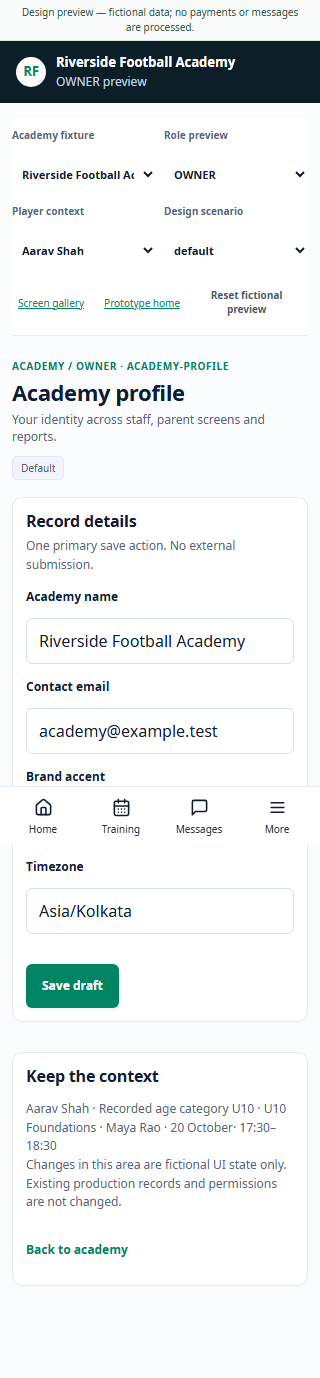 Design preview — fictional data; no payments or messages
are processed.
RF
Riverside Football Academy
OWNER preview
Academy fixture
Role preview
Riverside Football Ac
OWNER
Player context
Design scenario
Aarav Shah
default
Screen gallery
Prototype home
Reset fictional
preview
ACADEMY / OWNER · ACADEMY-PROFILE
Academy profile
Your identity across staff, parent screens and
reports.
Default
Record details
One primary save action. No external
submission.
Academy name
Riverside Football Academy
Contact email
academy@example.test
Brand accent
Home
Training
Messages
More
Timezone
Asia/Kolkata
Save draft
Keep the context
Aarav Shah · Recorded age category U10 · U10
Foundations · Maya Rao · 20 October· 17:30–
18:30
Changes in this area are fictional UI state only.
Existing production records and permissions
are not changed.
Back to academy